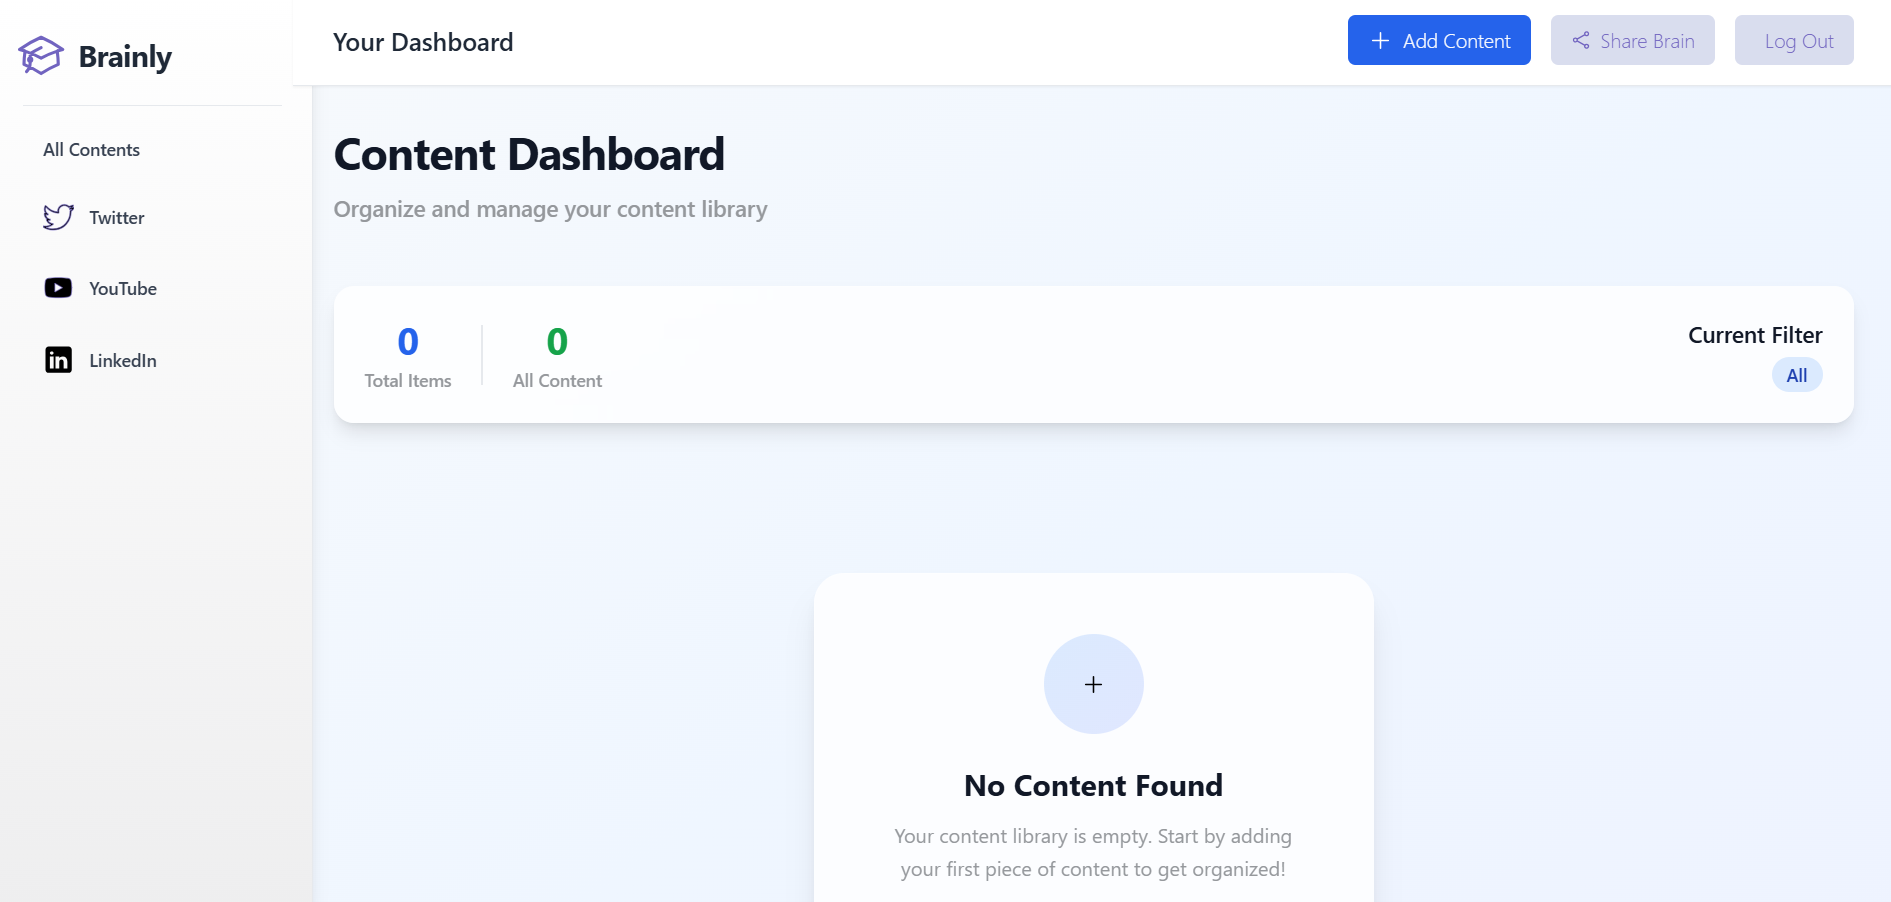 Brainly
Your Dashboard
Add Content
Share Brain
Log Out
All Contents
Twitter
YouTube
LinkedIn
Content Dashboard
Organize and manage your content library
0
Total Items
0
All Content
Current Filter
All
No Content Found
Your content library is empty. Start by adding
your first piece of content to get organized!